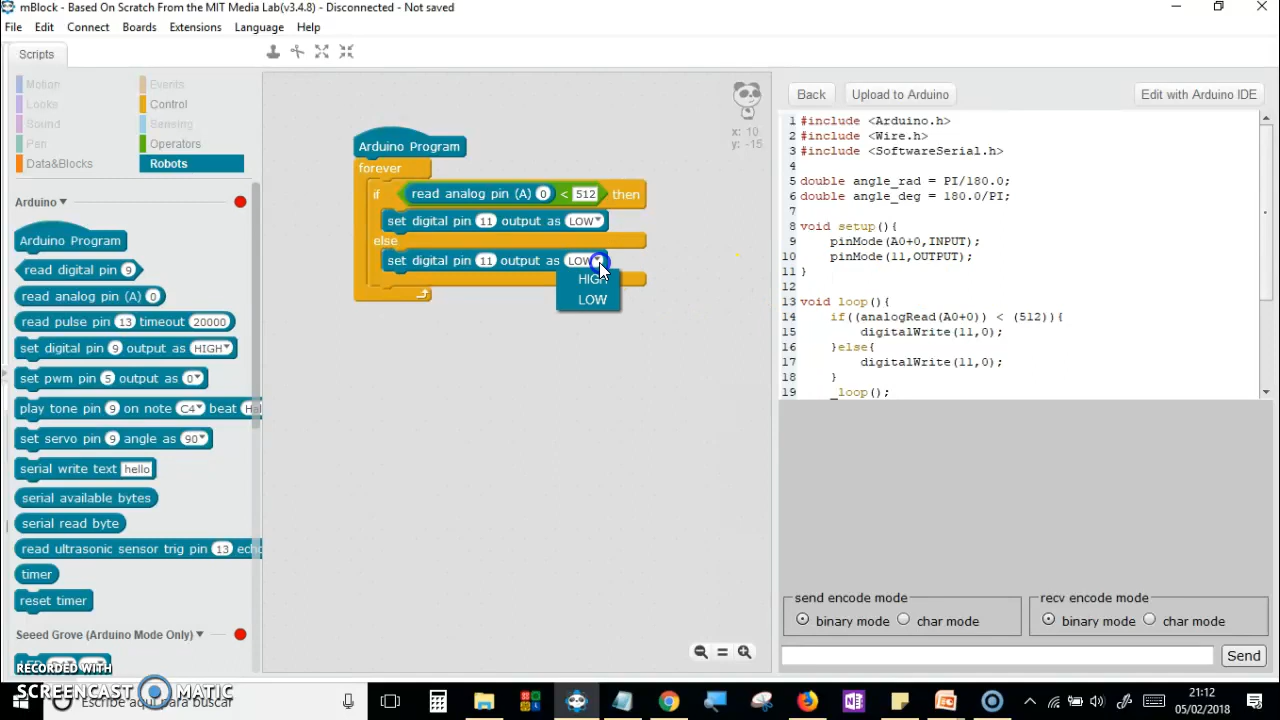 mBlock - Based On Scratch From the MIT Media Lab(v3.4.8) - Disconnected - Not saved
File Edit Connect Boards Extensions Language Help
Scripts
Motion
Looks
Sound
Pen
Data&Blocks
Events
Control
Sensing
Operators
Robots
Arduino
Arduino Program
read digital pin 9
read analog pin (A) 0
read pulse pin 13 timeout 20000
set digital pin 9 output as HIGH
set pwm pin 5 output as 0
play tone pin 9 on note C4 beat
set servo pin 9 angle as 90
serial write text hello
serial available bytes
serial read byte
read ultrasonic sensor trig pin 13
timer
reset timer
Seeed Grove (Arduino Mode Only)
Arduino Program
forever
if read analog pin (A) 0 < 512 then
set digital pin 11 output as LOW
else
set digital pin 11 output as LOW
HIGH
LOW
x: 10
y: -15
Back Upload to Arduino Edit with Arduino IDE
1 #include <Arduino.h>
2 #include <Wire.h>
3 #include <SoftwareSerial.h>
4
5 double angle_rad = PI/180.0;
6 double angle_deg = 180.0/PI;
7
8 void setup(){
9 pinMode(A0+0,INPUT);
10 pinMode(11,OUTPUT);
11 }
12
13 void loop(){
14 if((analogRead(A0+0)) < (512)){
15 digitalWrite(11,0);
16 }else{
17 digitalWrite(11,0);
18 }
19 _loop();
send encode mode
binary mode char mode
recv encode mode
binary mode char mode
Send
RECORDED WITH
SCREENCAST MATIC
Escribe aquí para buscar
21:12
05/02/2018